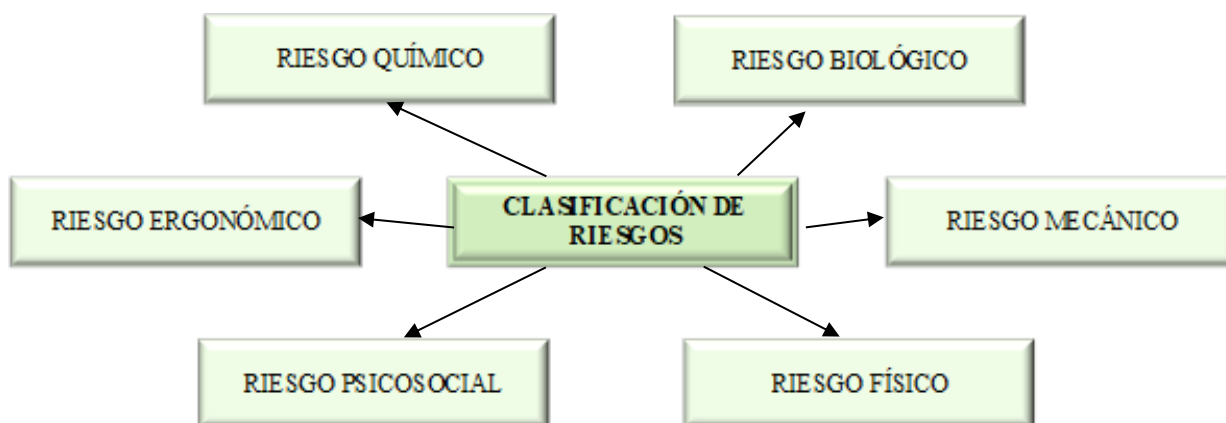 RIESGO QUÍMICO
RIESGO BIOLÓGICO
CLASIFICACIÓN DE
RIESGOS
RIESGO ERGONÓMICO
RIESGO MECÁNICO
RIESGO PSICOSOCIAL
RIESGO FÍSICO